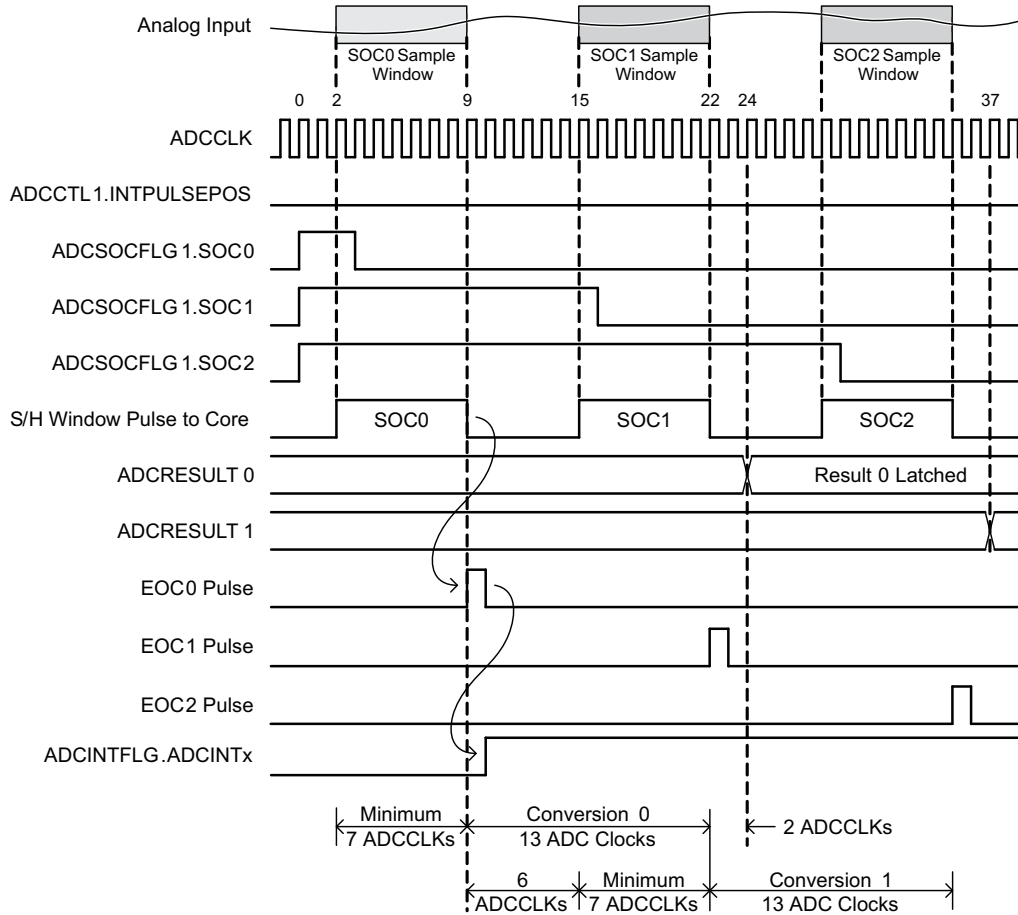 Analog Input
SOC0 Sample
Window
SOC1 Sample
Window
SOC2 Sample
Window
0 2 9 15 22 24 37
ADCCLK
ADCCTL1.INTPULSEPOS
ADCSOCFLG 1.SOC0
ADCSOCFLG 1.SOC1
ADCSOCFLG 1.SOC2
S/H Window Pulse to Core
SOC0
SOC1
SOC2
ADCRESULT 0
Result 0 Latched
ADCRESULT 1
EOC0 Pulse
EOC1 Pulse
EOC2 Pulse
ADCINTFLG.ADCINTx
Minimum
7 ADCCLKs
Conversion 0
13 ADC Clocks
2 ADCCLKs
6
ADCCLKs
Minimum
7 ADCCLKs
Conversion 1
13 ADC Clocks